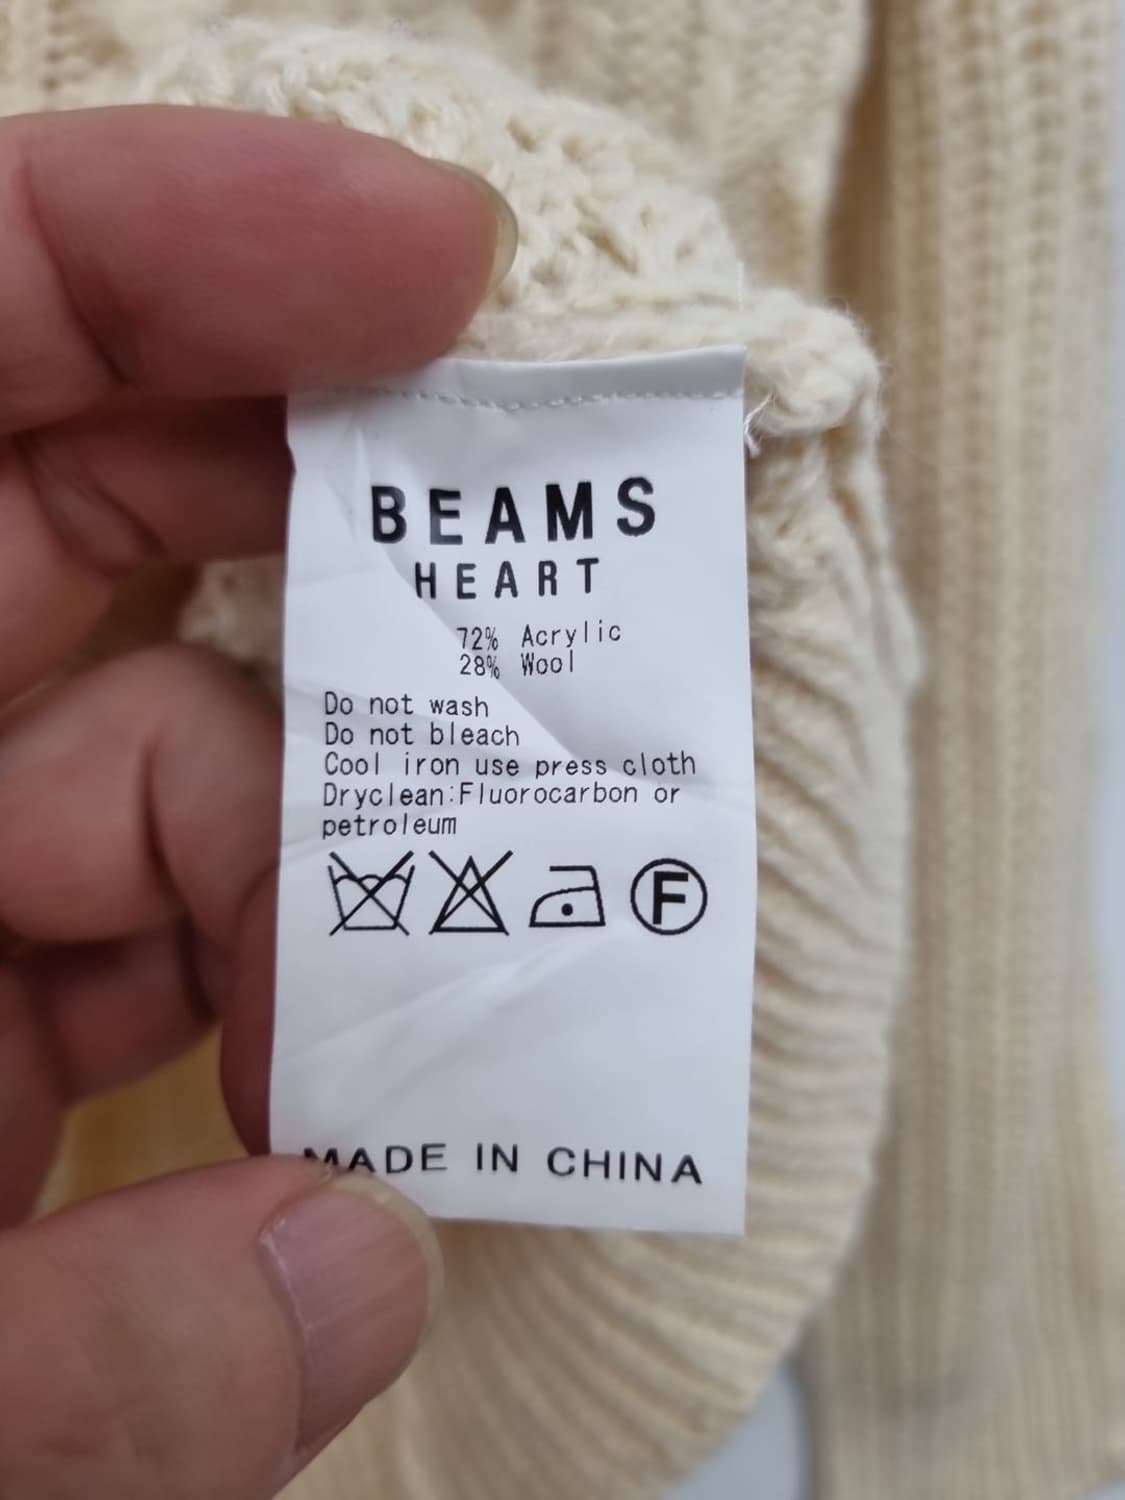 BEAMS
HEART
72% Acrylic
28% Wool
Do not wash
Do not bleach
Cool iron use press cloth
Dryclean:Fluorocarbon or
petroleum
F
MADE IN CHINA